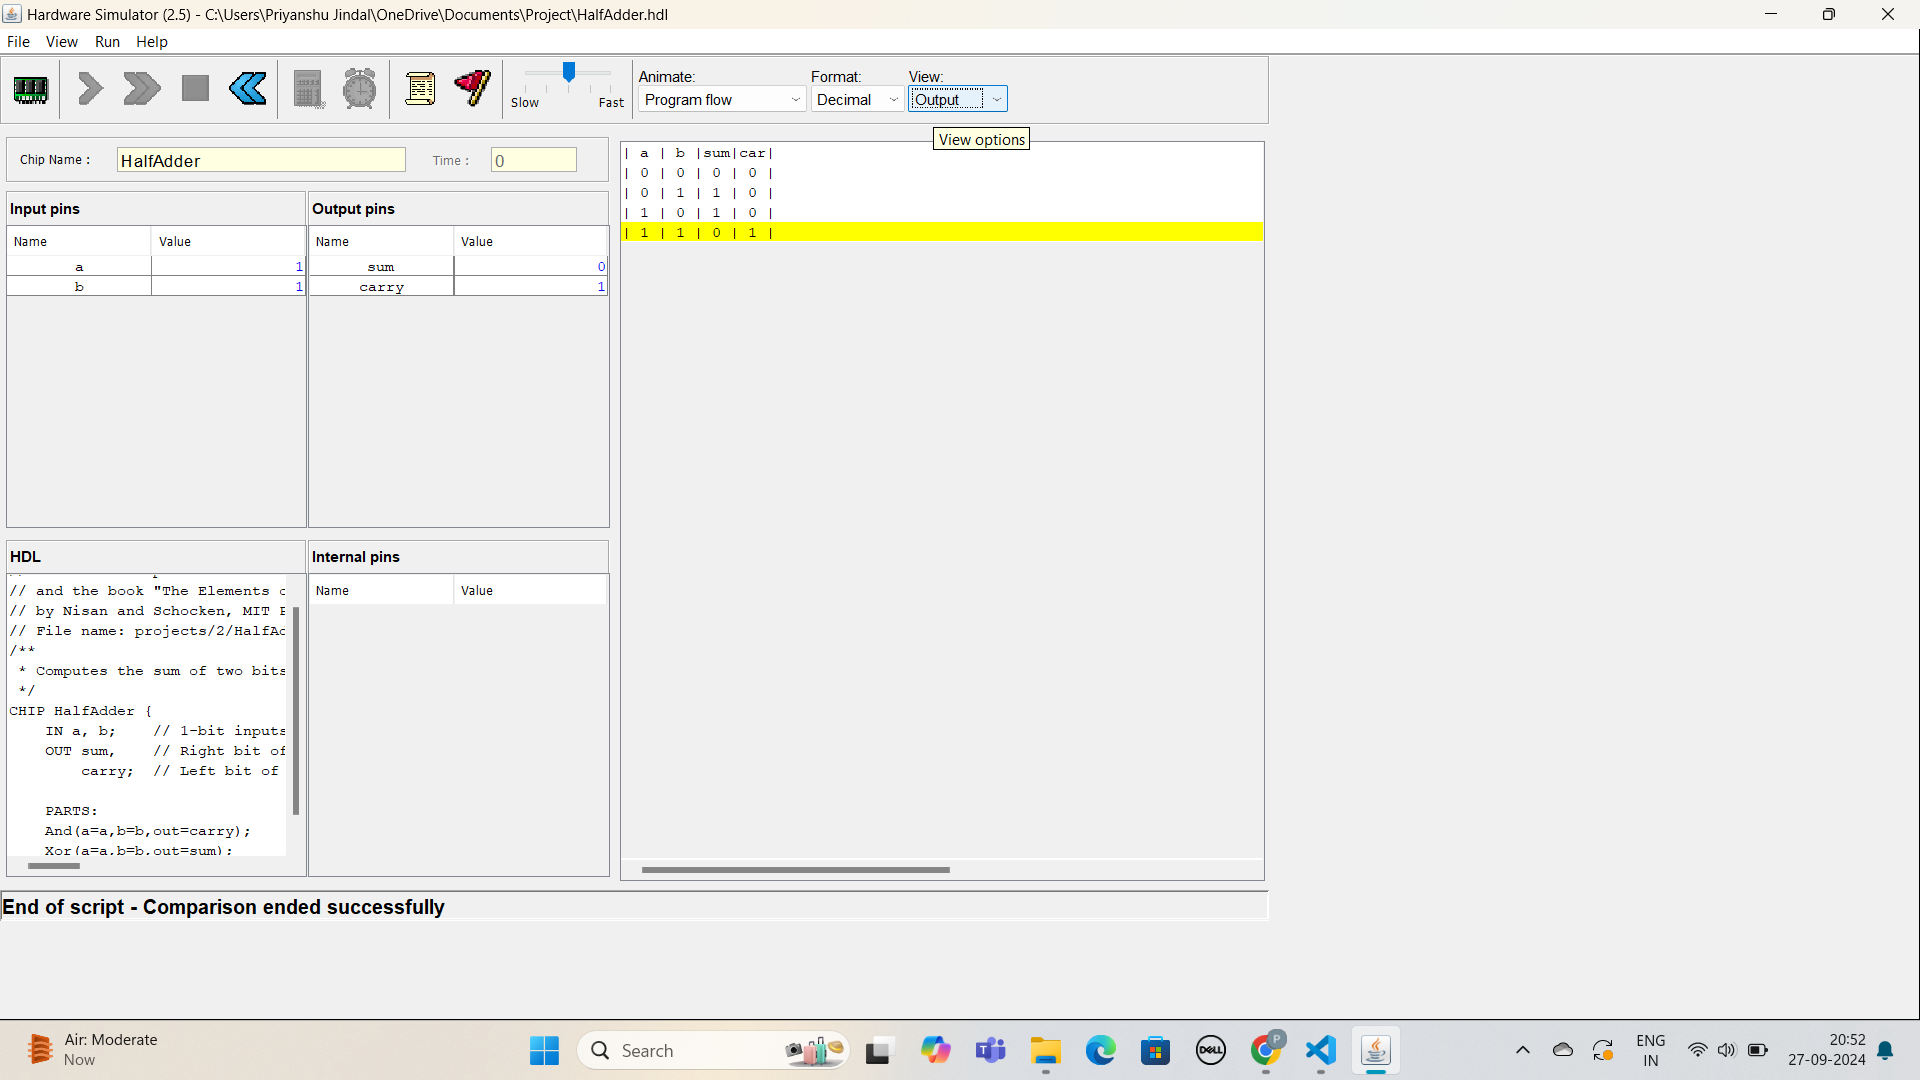 Hardware Simulator (2.5) - C:\Users\Priyanshu Jindal\OneDrive\Documents\Project\HalfAdder.hdl
File View Run Help
Slow Fast
Animate: Format: View:
Program flow Decimal Output
View options
Chip Name : HalfAdder Time : 0
Input pins
Name Value
a 1
b 1
Output pins
Name Value
sum 0
carry 1
| a | b |sum|car|
| 0 | 0 | 0 | 0 |
| 0 | 1 | 1 | 0 |
| 1 | 0 | 1 | 0 |
| 1 | 1 | 0 | 1 |
HDL
// and the book "The Elements
// by Nisan and Schocken, MIT
// File name: projects/2/HalfAd
/**
* Computes the sum of two bits
*/
CHIP HalfAdder {
IN a, b; // 1-bit inputs
OUT sum, // Right bit of
carry; // Left bit of
PARTS:
And(a=a,b=b,out=carry);
Xor(a=a,b=b,out=sum);
Internal pins
Name Value
End of script - Comparison ended successfully
Air: Moderate
Now
Search
DELL
P
ENG
IN
20:52
27-09-2024